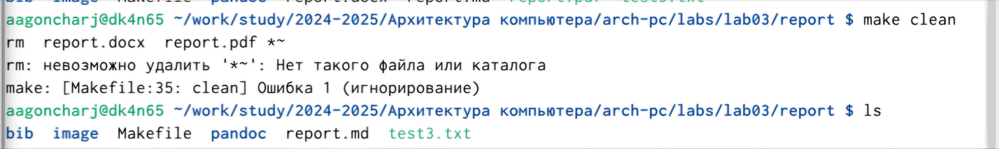 bib image Makefile pandoc report.docx report.md report.pdf test3.txt
aagoncharj@dk4n65 ~/work/study/2024-2025/Архитектура компьютера/arch-pc/labs/lab03/report $ make clean
rm  report.docx  report.pdf *~
rm: невозможно удалить '*~': Нет такого файла или каталога
make: [Makefile:35: clean] Ошибка 1 (игнорирование)
aagoncharj@dk4n65 ~/work/study/2024-2025/Архитектура компьютера/arch-pc/labs/lab03/report $ ls
bib  image  Makefile  pandoc  report.md  test3.txt